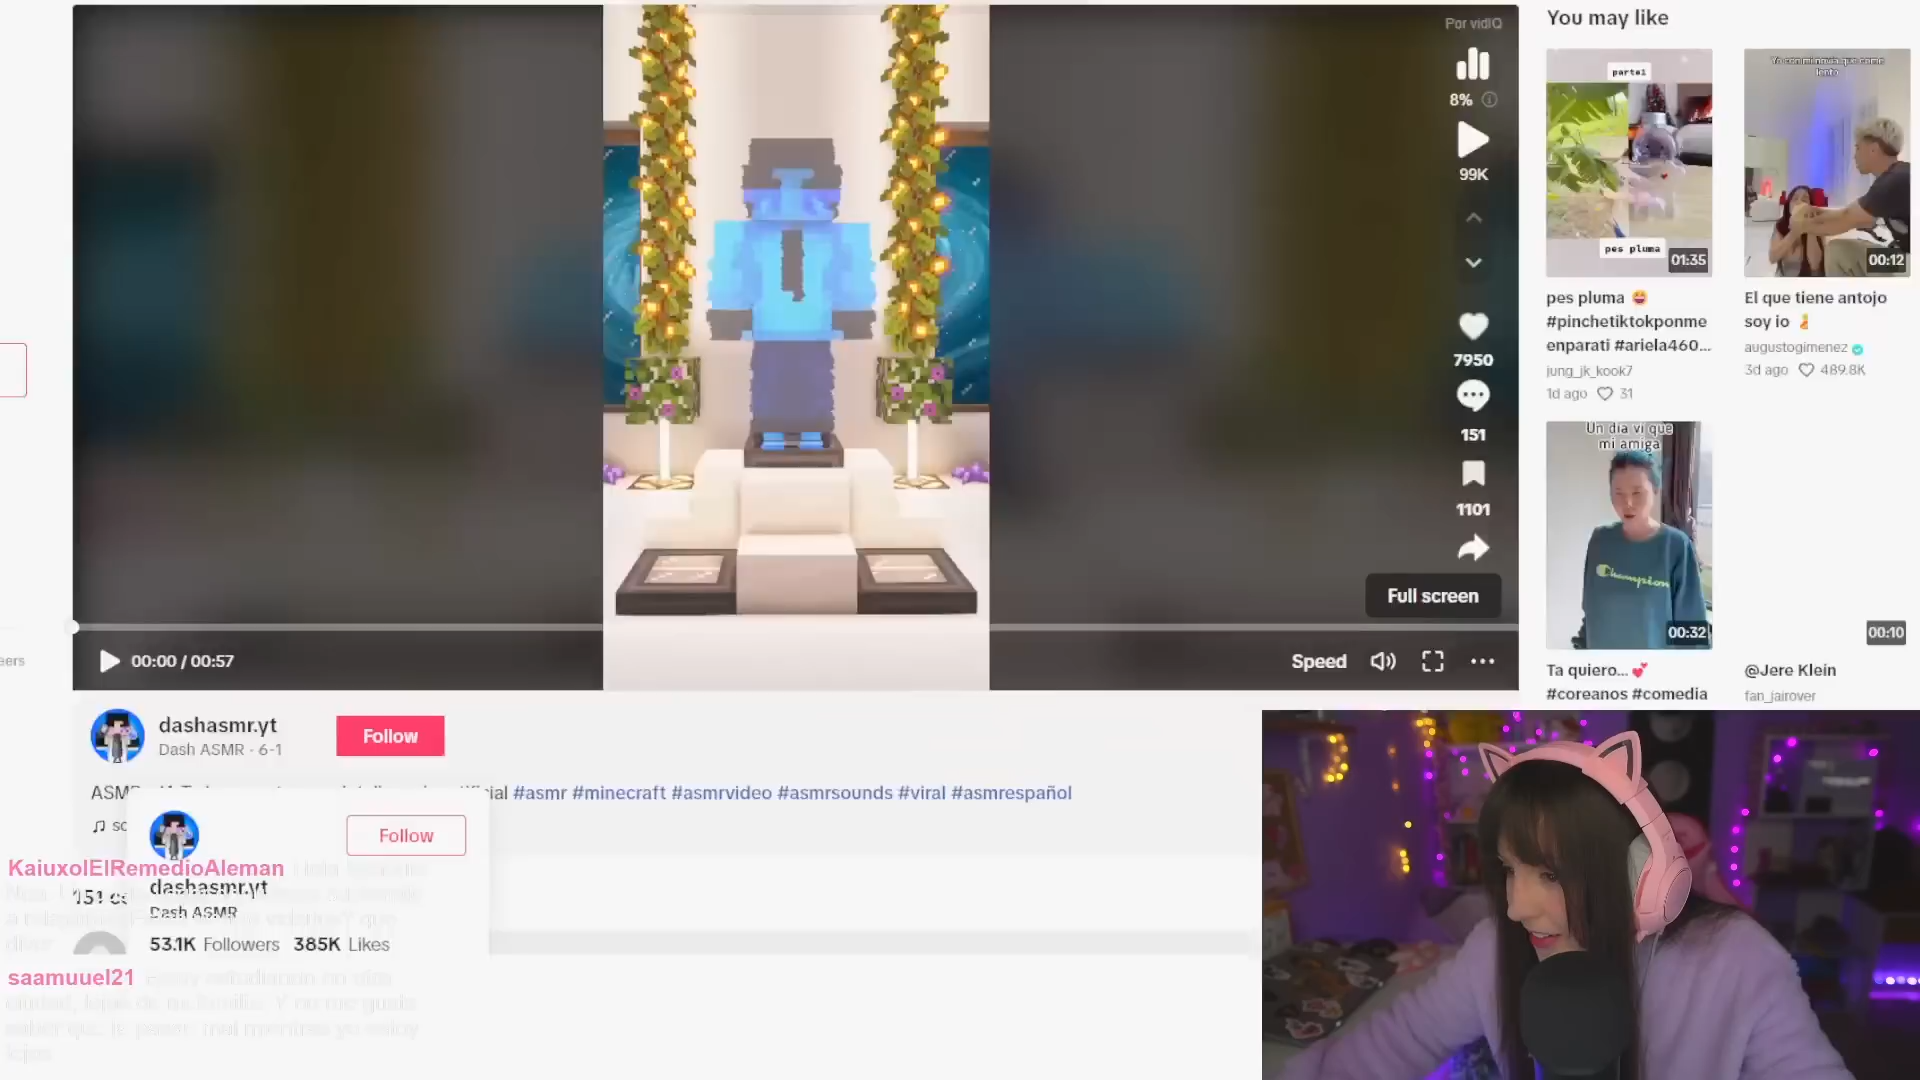 You may like
Por vidIQ
8%
99K
7950
151
1101
Full screen
00:00 / 00:57
Speed
parte1
pes pluma
01:35
pes pluma 🤩
#pinchetiktokponme
enparati #ariela460...
jung_jk_kook7
1d ago 31
00:12
El que tiene antojo
soy io
augustogimenez
3d ago 489.8K
Un día vi que
mi amiga
Champion
00:32
Ta quiero... 💕
#coreanos #comedia
00:10
@Jere Klein
fan_jairover
dashasmr.yt
Dash ASMR · 6-1
Follow
#asmr #minecraft #asmrvideo #asmrsounds #viral #asmrespañol
Follow
KaiuxolElRemedioAleman
151
dashasmr.yt
Dash ASMR
53.1K Followers 385K Likes
saamuuel21